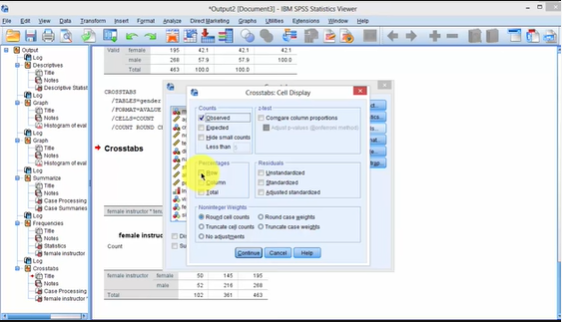 *Output2 [Document3] - IBM SPSS Statistics Viewer
File Edit View Data Transform Insert Format Analyze Direct Marketing Graphs Utilities Extensions Window Help
Output
Log
Descriptives
Title
Notes
Descriptive Statist
Log
Graph
Title
Notes
Histogram of eval
Log
Graph
Title
Notes
Histogram of eval
Log
Summarize
Title
Notes
Case Processing
Case Summaries
Log
Frequencies
Title
Notes
Statistics
female instructor
Log
Crosstabs
Title
Notes
Case Processing
female instructor *
Valid female 195 42.1 42.1 42.1
male 268 57.9 57.9 100.0
Total 463 100.0 100.0
CROSSTABS
/TABLES=gender
/FORMAT=AVALUE
/CELLS=COUNT
/COUNT ROUND
Crosstabs
Crosstabs: Cell Display
Counts
Observed
Expected
Hide small counts
Less than
z-test
Compare column proportions
Adjust p-values (Bonferroni method)
Percentages
Row
Column
Total
Residuals
Unstandardized
Standardized
Adjusted standardized
Noninteger Weights
Round cell counts Round case weights
Truncate cell counts Truncate case weights
No adjustments
Continue Cancel Help
female instructor
Count
female instructor female 50 145 195
male 52 216 268
Total 102 361 463